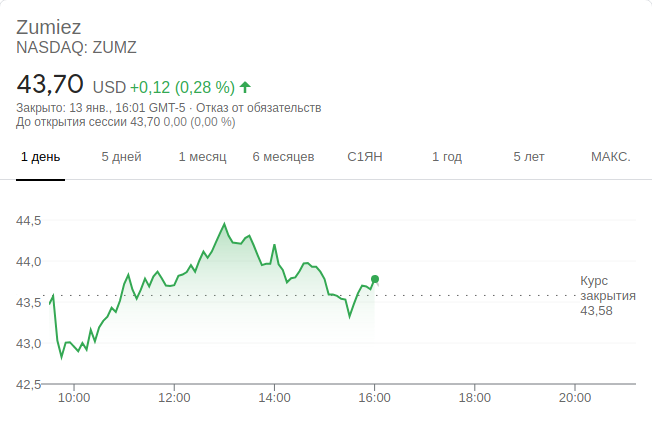 Zumiez
NASDAQ: ZUMZ
43,70 USD +0,12 (0,28 %)
Закрыто: 13 янв., 16:01 GMT-5 · Отказ от обязательств
До открытия сессии 43,70 0,00 (0,00 %)
1 день 5 дней 1 месяц 6 месяцев С1ЯН 1 год 5 лет МАКС.
44,5
44,0
43,5
43,0
42,5
Курс
закрытия
43,58
10:00 12:00 14:00 16:00 18:00 20:00